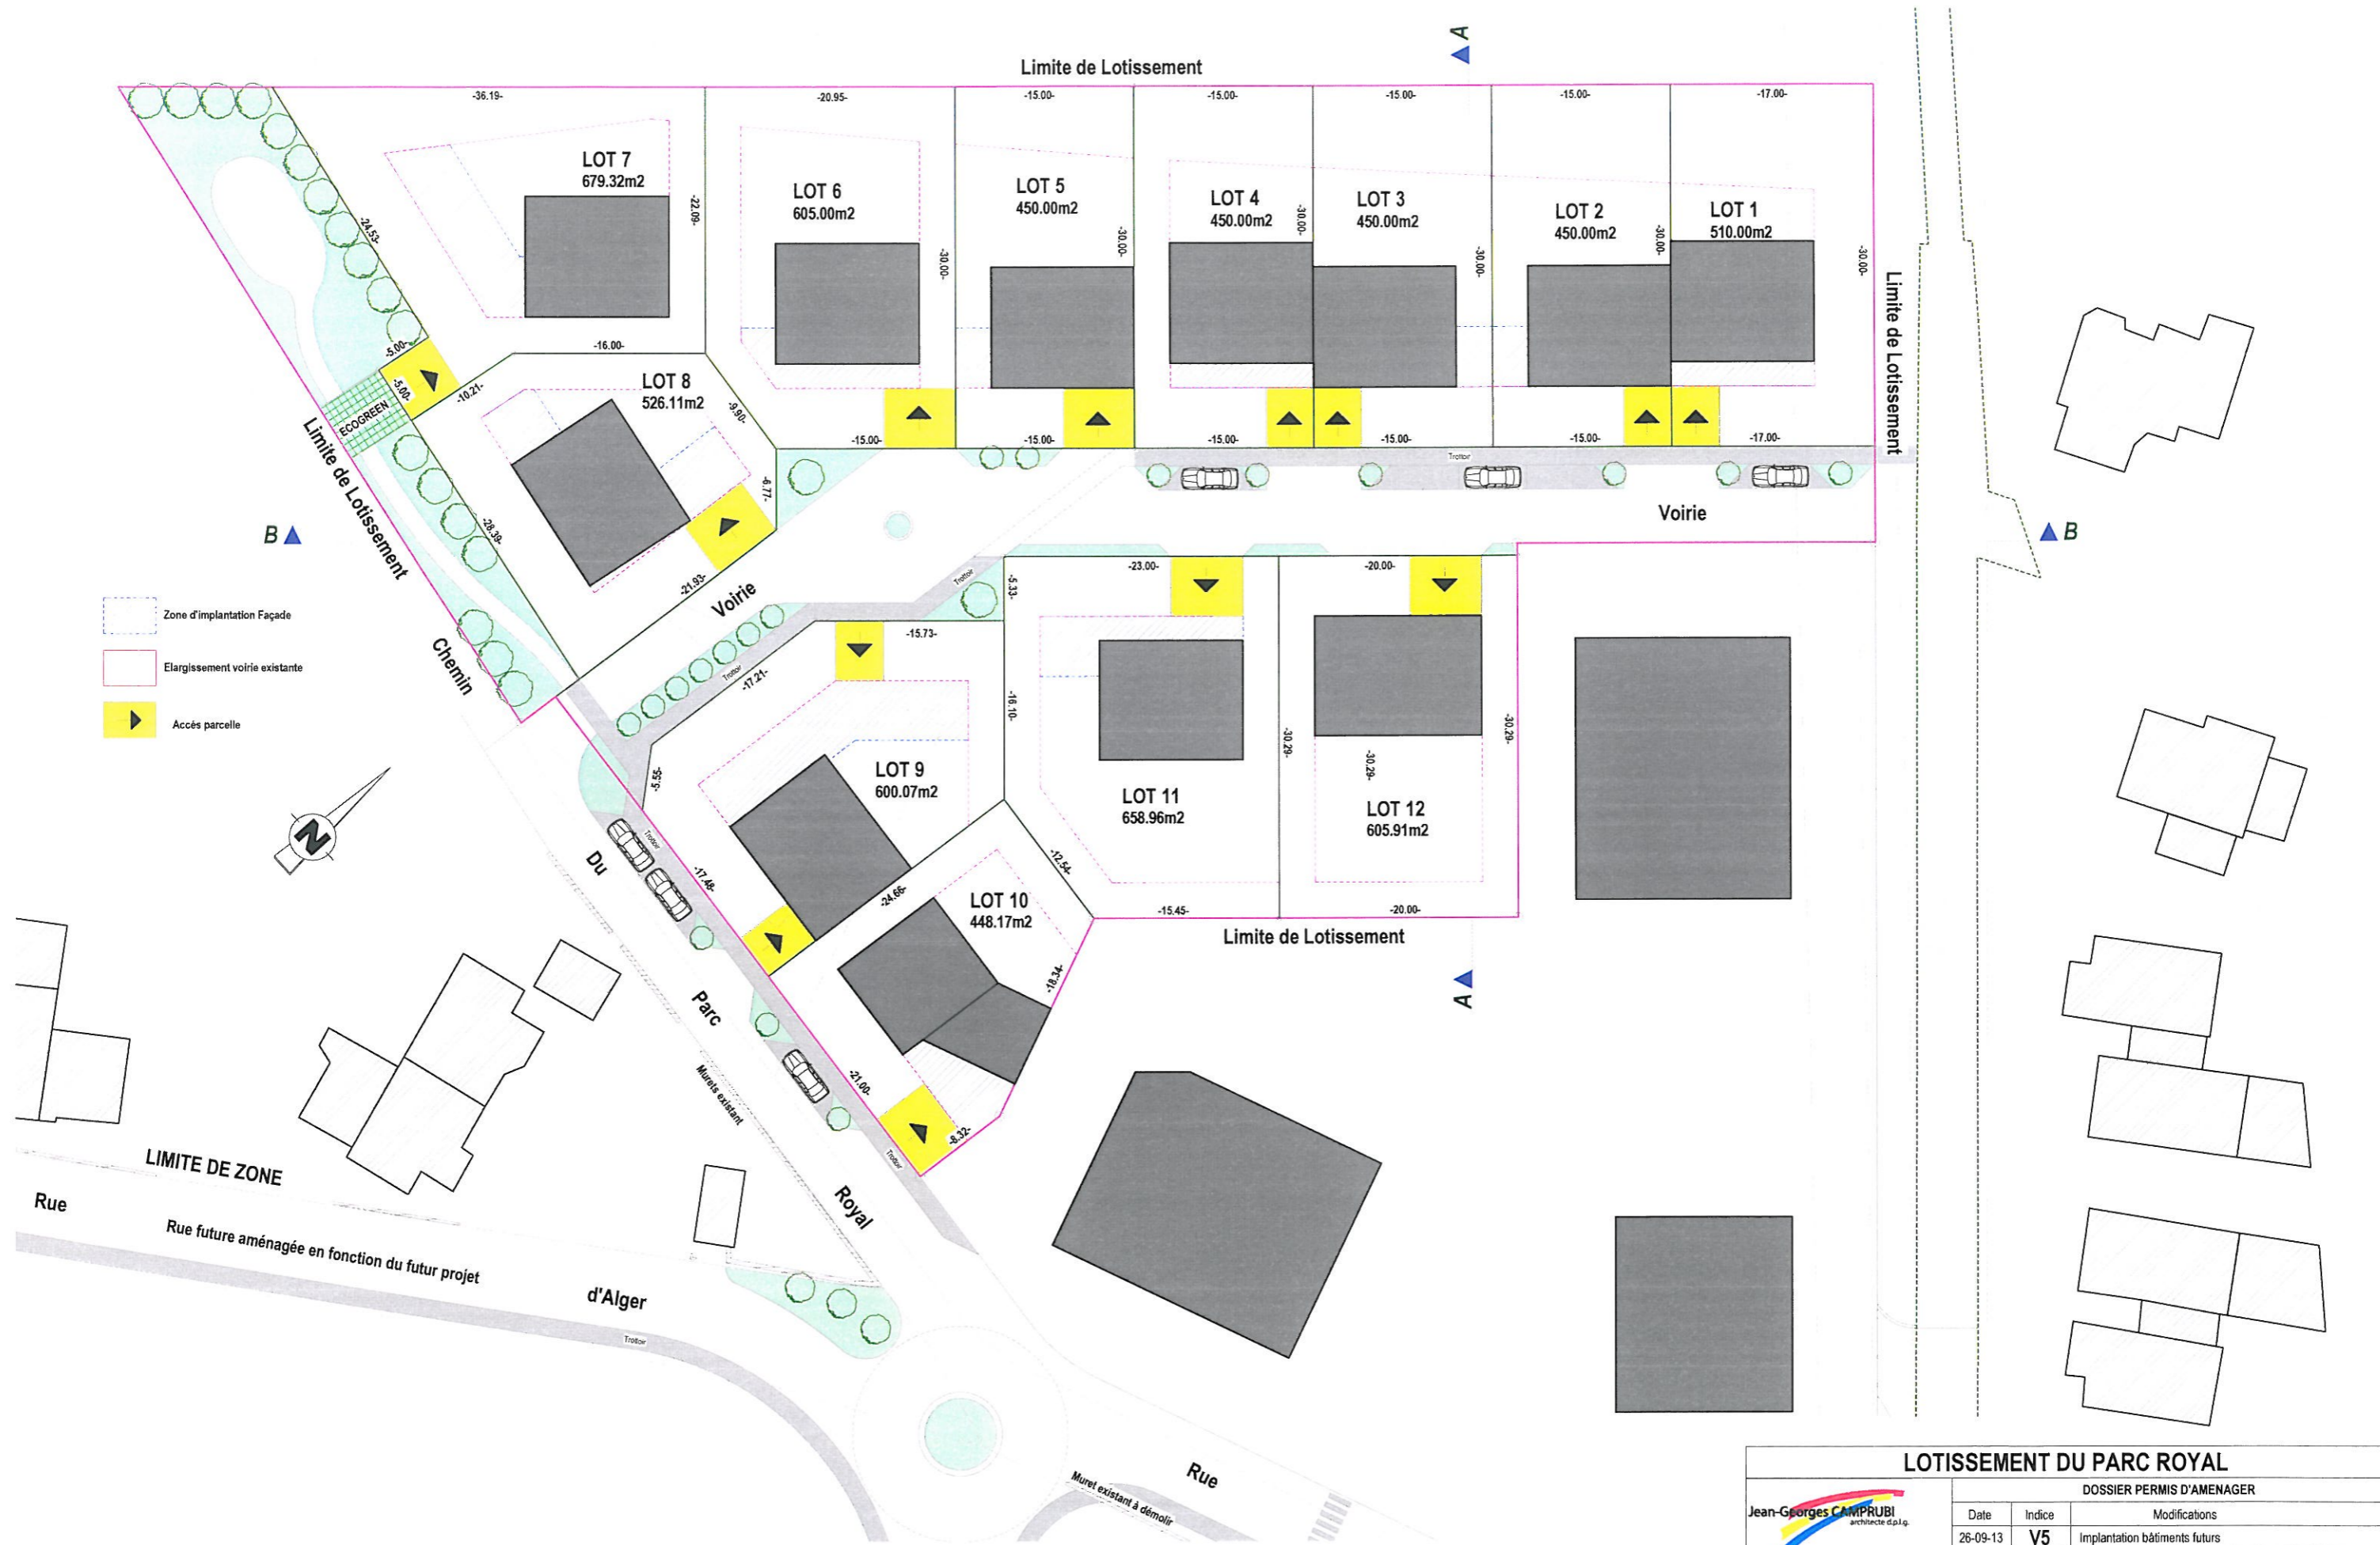 A
Limite de Lotissement
-36.19-
-20.95-
-15.00-
-15.00-
-15.00-
-15.00-
-17.00-
LOT 7
679.32m2
LOT 6
605.00m2
LOT 5
450.00m2
LOT 4
450.00m2
LOT 3
450.00m2
LOT 2
450.00m2
LOT 1
510.00m2
-24.53-
-22.09-
-30.00-
-30.00-
-30.00-
-30.00-
-30.00-
-30.00-
Limite de Lotissement
-5.00-
-5.00-
ECOGREEN
-10.21-
-16.00-
LOT 8
526.11m2
-9.90-
-15.00-
-15.00-
-15.00-
-15.00-
-15.00-
-17.00-
Trottoir
Limite de Lotissement
-6.77-
-28.39-
Voirie
B
B
-21.93-
Voirie
Trottoir
-5.33-
-23.00-
-20.00-
Zone d'implantation Façade
Elargissement voirie existante
Accés parcelle
Chemin
-15.73-
Trottoir
-17.21-
-16.10-
-30.29-
-30.29-
-30.29-
-5.55-
LOT 9
600.07m2
LOT 11
658.96m2
LOT 12
605.91m2
N
Du
Trottoir
-17.48-
-24.66-
-12.54-
LOT 10
448.17m2
-15.45-
-20.00-
Limite de Lotissement
-18.34-
A
Parc
Murets existant
-21.00-
-8.32-
Trottoir
LIMITE DE ZONE
Rue
Rue future aménagée en fonction du futur projet
d'Alger
Royal
Trottoir
Rue
Muret existant à démolir
LOTISSEMENT DU PARC ROYAL
DOSSIER PERMIS D'AMENAGER
Jean-Georges CAMPRUBI
architecte d.p.l.g.
Date Indice Modifications
26-09-13 V5 Implantation bâtiments futurs